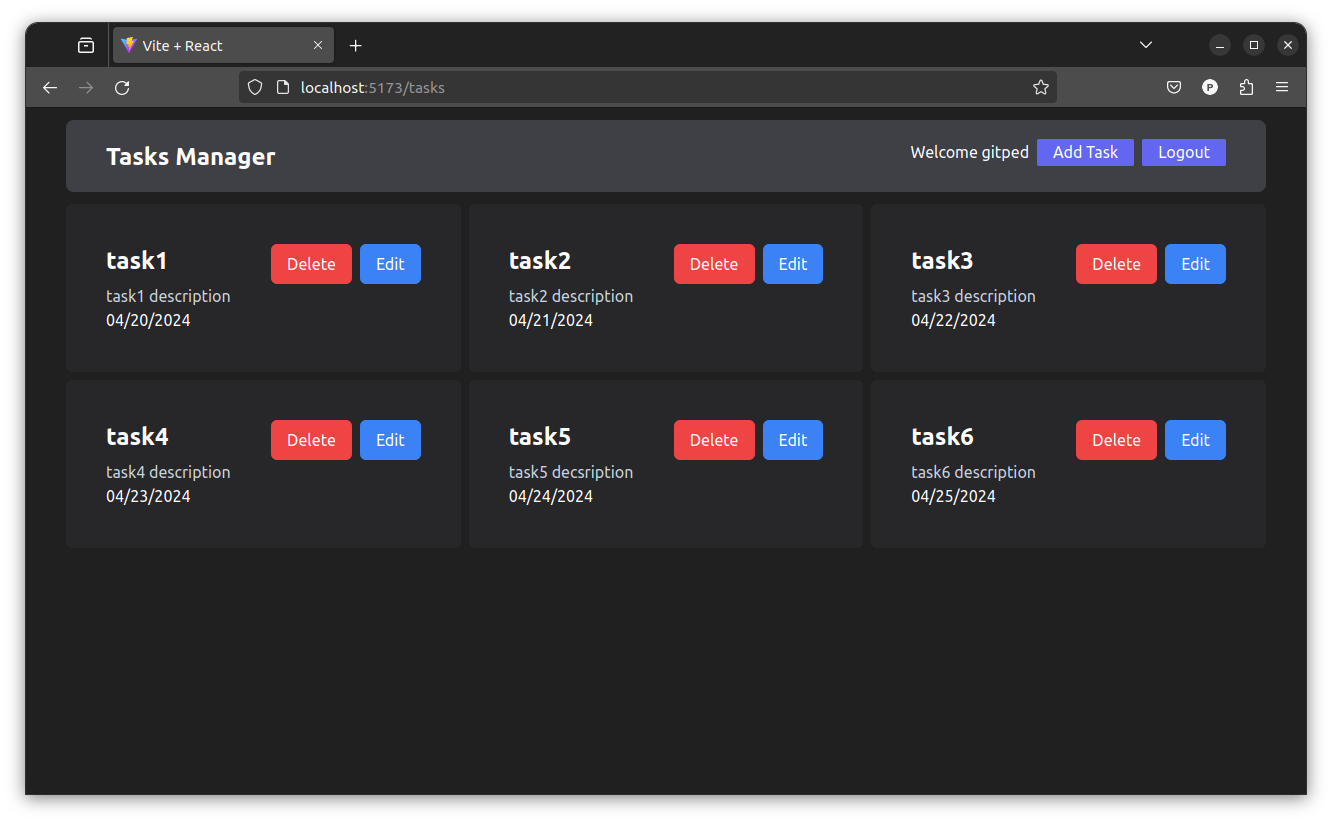 Vite + React
localhost:5173/tasks
P
Tasks Manager
Welcome gitped Add Task Logout
task1 Delete Edit
task1 description
04/20/2024
task2 Delete Edit
task2 description
04/21/2024
task3 Delete Edit
task3 description
04/22/2024
task4 Delete Edit
task4 description
04/23/2024
task5 Delete Edit
task5 decsription
04/24/2024
task6 Delete Edit
task6 description
04/25/2024